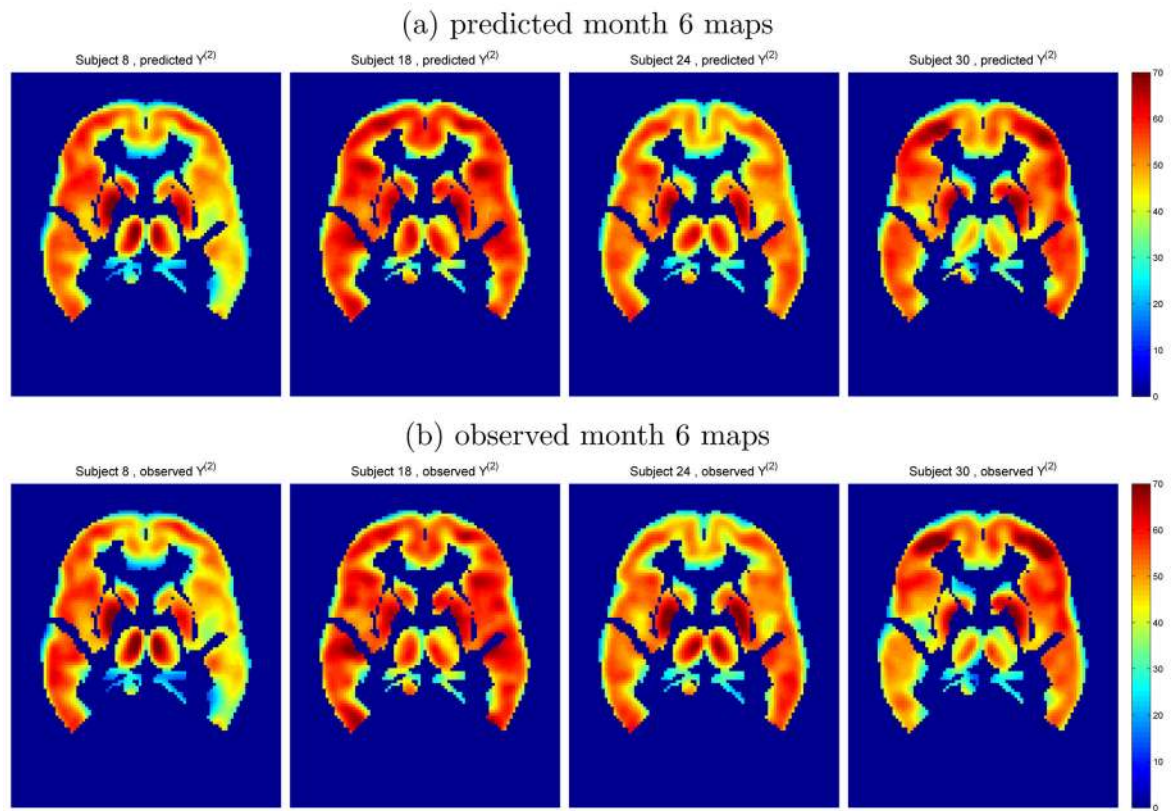 (a) predicted month 6 maps
Subject 8 , predicted Y(2)
Subject 18 , predicted Y(2)
Subject 24 , predicted Y(2)
Subject 30 , predicted Y(2)
70
60
50
40
30
20
10
0
(b) observed month 6 maps
Subject 8 , observed Y(2)
Subject 18 , observed Y(2)
Subject 24 , observed Y(2)
Subject 30 , observed Y(2)
70
60
50
40
30
20
10
0